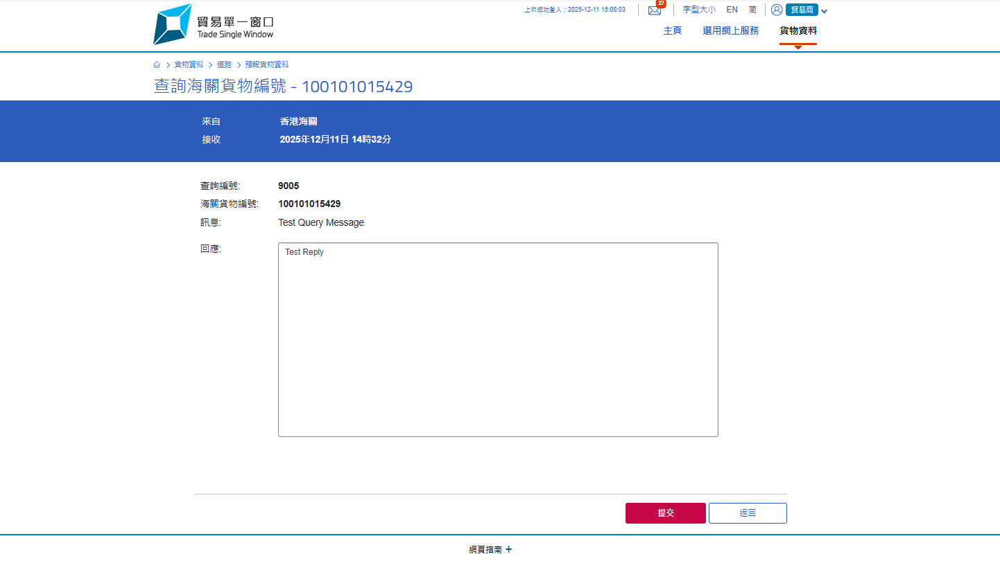 貿易單一窗口
Trade Single Window
上次成功登入：2025-12-11 15:08:03
27
字型大小 EN 简 貿易商
主頁 選用網上服務 貨物資料
貨物資料 道路 預報貨物資料
查詢海關貨物編號 - 100101015429
來自 香港海關
接收 2025年12月11日 14時32分
查詢編號: 9005
海關貨物編號: 100101015429
訊息: Test Query Message
回應: Test Reply
提交 返回
網頁指南 +